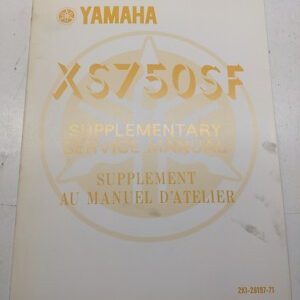 YAMAHA
XS750SF
SUPPLEMENTARY
SERVICE MANUAL
SUPPLEMENT
AU MANUEL D'ATELIER
2K1-28197-71